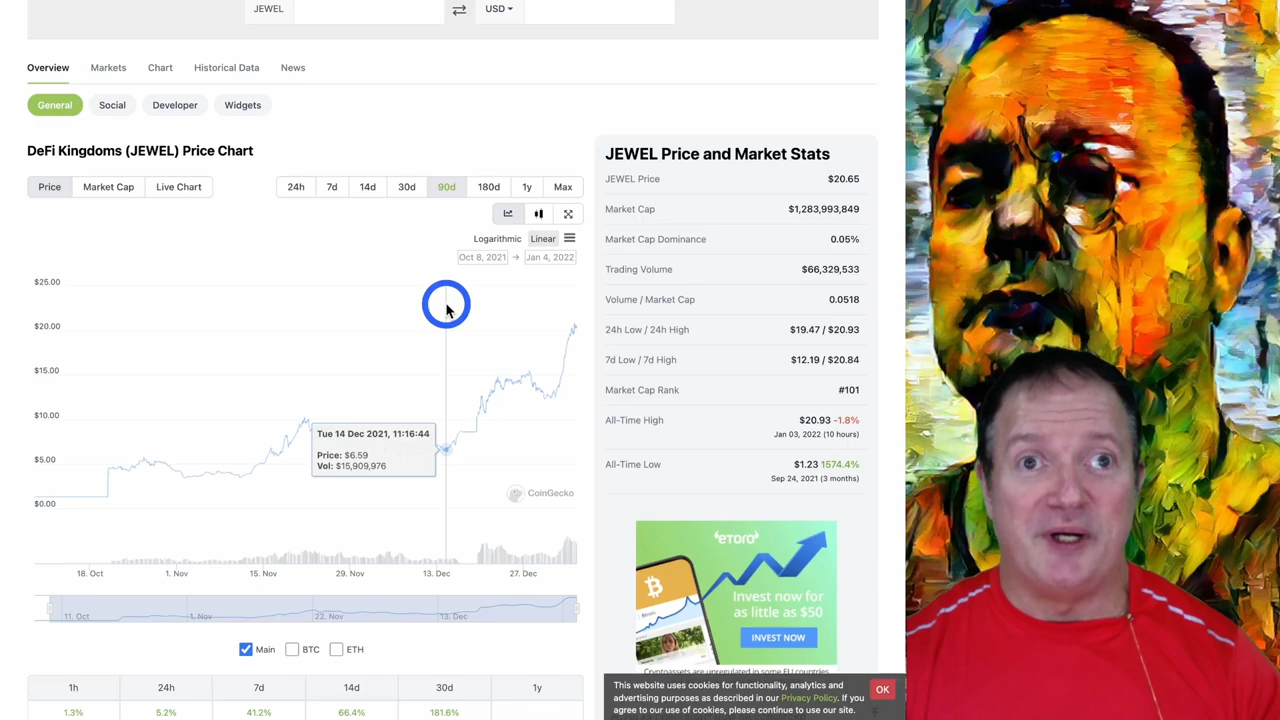 JEWEL
USD
Overview Markets Chart Historical Data News
General Social Developer Widgets
DeFi Kingdoms (JEWEL) Price Chart
Price Market Cap Live Chart
24h 7d 14d 30d 90d 180d 1y Max
Logarithmic Linear
Oct 8, 2021 → Jan 4, 2022
$25.00
$20.00
$15.00
$10.00
$5.00
$0.00
Tue 14 Dec 2021, 11:16:44
Price: $6.59
Vol: $15,909,976
CoinGecko
18. Oct 1. Nov 15. Nov 29. Nov 13. Dec 27. Dec
11. Oct 1. Nov 22. Nov 13. Dec
Main BTC ETH
1h 24h 7d 14d 30d 1y
1.3% 5.2% 41.2% 66.4% 181.6%
JEWEL Price and Market Stats
JEWEL Price $20.65
Market Cap $1,283,993,849
Market Cap Dominance 0.05%
Trading Volume $66,329,533
Volume / Market Cap 0.0518
24h Low / 24h High $19.47 / $20.93
7d Low / 7d High $12.19 / $20.84
Market Cap Rank #101
All-Time High $20.93 -1.8%
Jan 03, 2022 (10 hours)
All-Time Low $1.23 1574.4%
Sep 24, 2021 (3 months)
eToro
Invest now for
as little as $50
INVEST NOW
Cryptoassets are unregulated in some EU countries
This website uses cookies for functionality, analytics and
advertising purposes as described in our Privacy Policy. If you
agree to our use of cookies, please continue to use our site.
OK